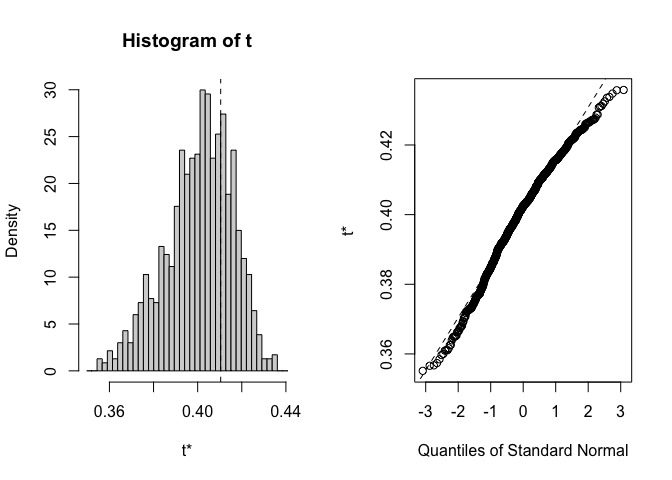 Histogram of t
Density
0 5 10 15 20 25 30
0.36 0.40 0.44
t*
t*
0.36 0.38 0.40 0.42
-3 -2 -1 0 1 2 3
Quantiles of Standard Normal